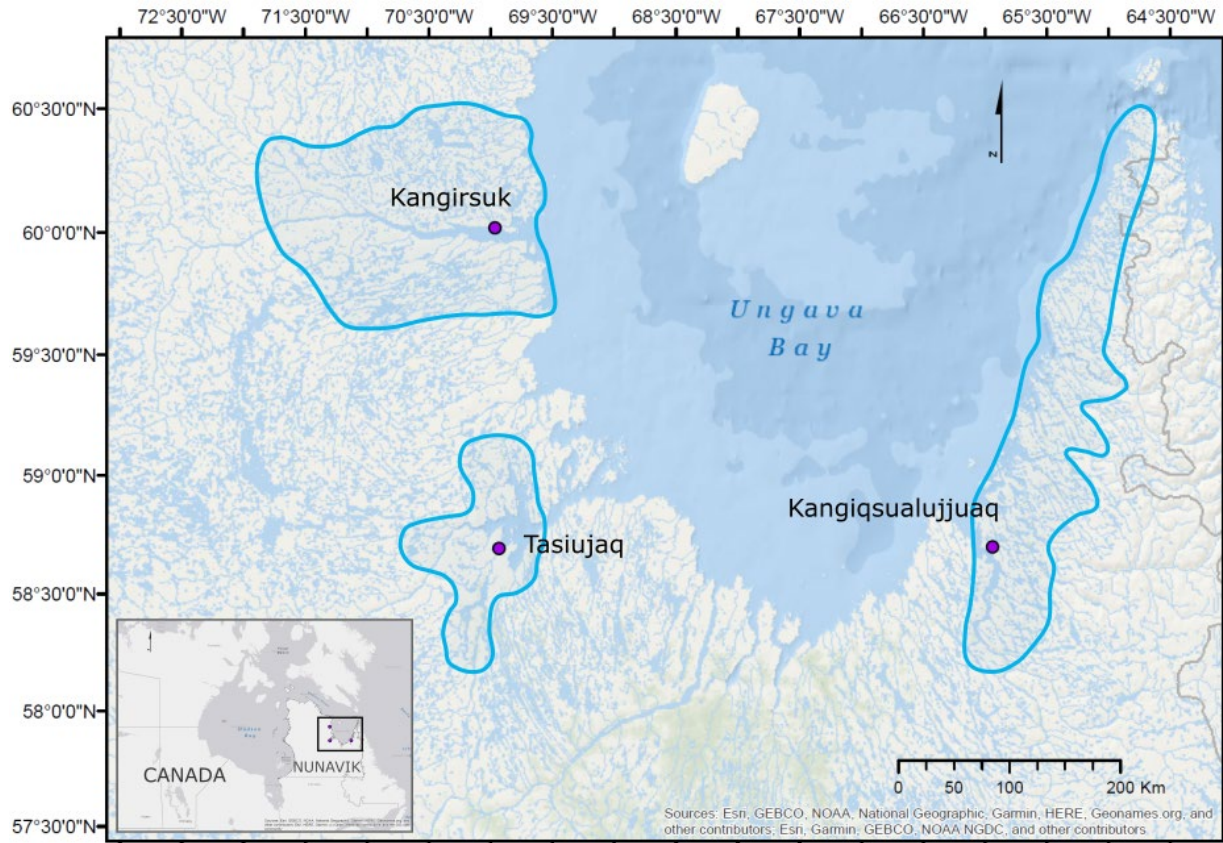 72°30'0"W 71°30'0"W 70°30'0"W 69°30'0"W 68°30'0"W 67°30'0"W 66°30'0"W 65°30'0"W 64°30'0"W
60°30'0"N
z
Kangirsuk
60°0'0"N
Ungava
Bay
59°30'0"N
59°0'0"N
Kangiqsualujjuaq
Tasiujaq
58°30'0"N
58°0'0"N
Hudson
Bay
CANADA
NUNAVIK
0 50 100 200 Km
57°30'0"N
Sources: Esri, GEBCO, NOAA, National Geographic, Garmin, HERE, Geonames.org, and
other contributors; Esri, Garmin, GEBCO, NOAA NGDC, and other contributors